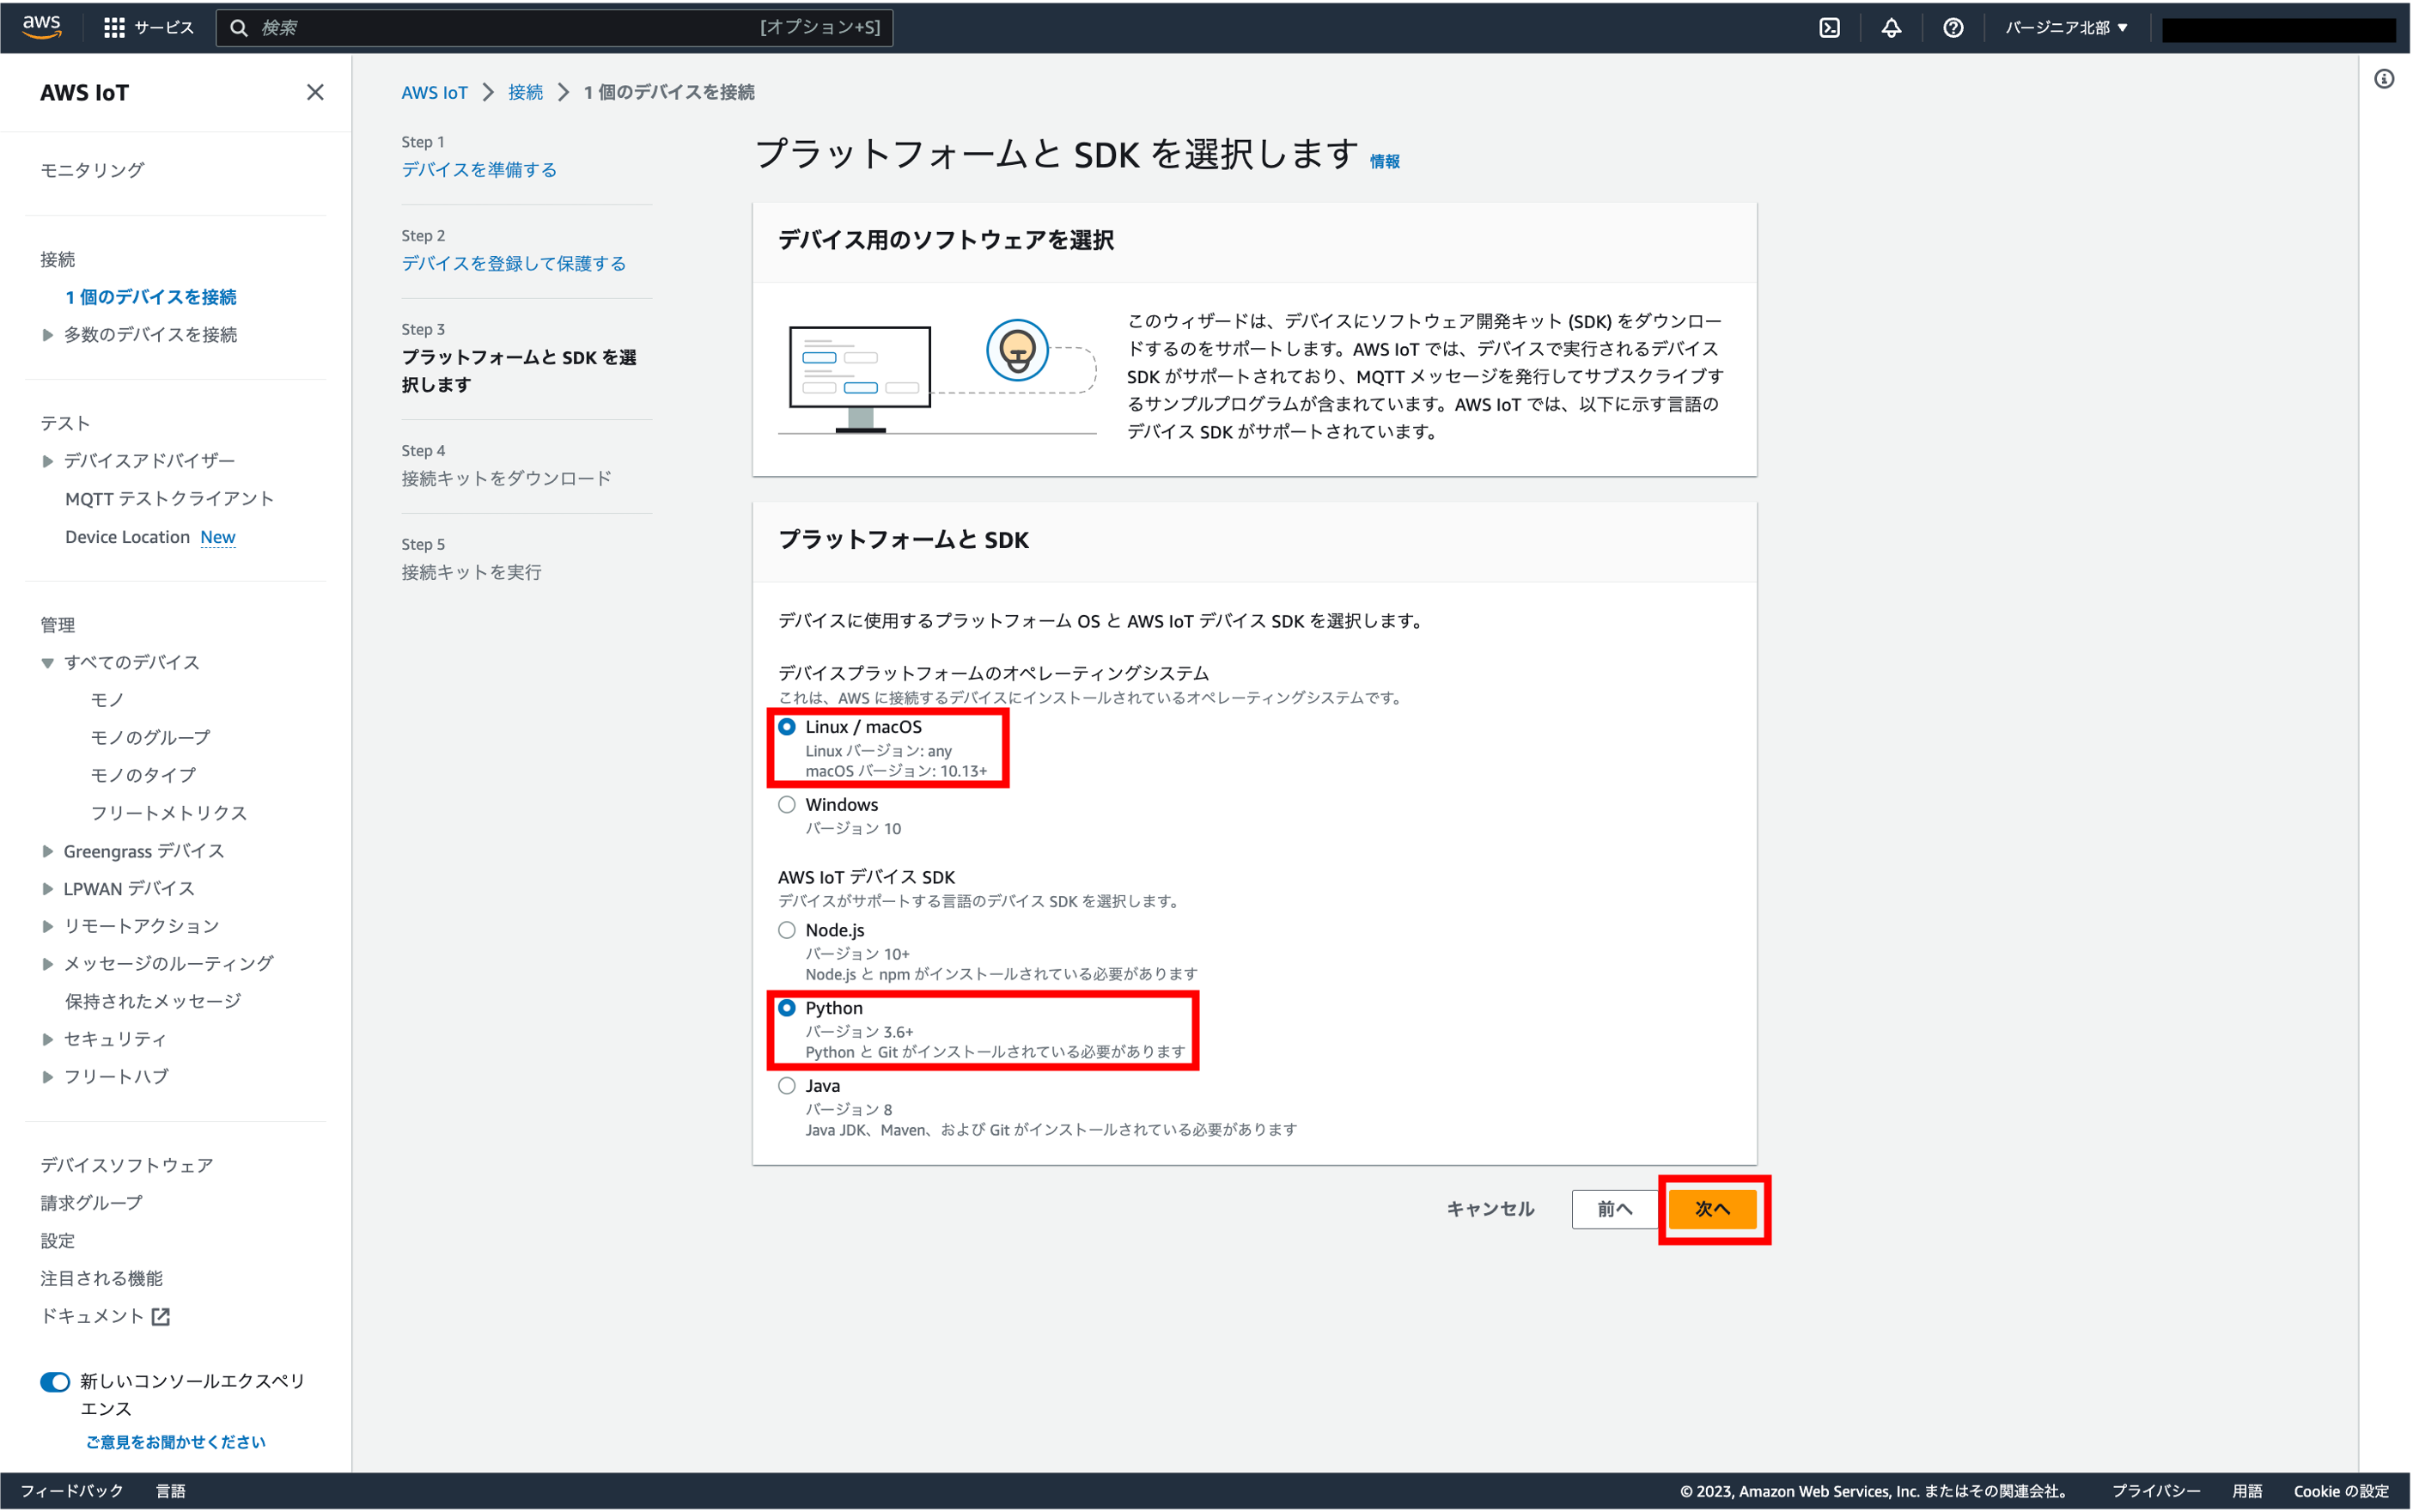 aws
サービス
検索
[オプション+S]
バージニア北部 ▼
AWS IoT
モニタリング
接続
1 個のデバイスを接続
多数のデバイスを接続
テスト
デバイスアドバイザー
MQTT テストクライアント
Device Location New
管理
すべてのデバイス
モノ
モノのグループ
モノのタイプ
フリートメトリクス
Greengrass デバイス
LPWAN デバイス
リモートアクション
メッセージのルーティング
保持されたメッセージ
セキュリティ
フリートハブ
デバイスソフトウェア
請求グループ
設定
注目される機能
ドキュメント
新しいコンソールエクスペリ
エンス
ご意見をお聞かせください
AWS IoT > 接続 > 1 個のデバイスを接続
Step 1
デバイスを準備する
Step 2
デバイスを登録して保護する
Step 3
プラットフォームと SDK を選
択します
Step 4
接続キットをダウンロード
Step 5
接続キットを実行
プラットフォームと SDK を選択します 情報
デバイス用のソフトウェアを選択
このウィザードは、デバイスにソフトウェア開発キット (SDK) をダウンロー
ドするのをサポートします。AWS IoT では、デバイスで実行されるデバイス
SDK がサポートされており、MQTT メッセージを発行してサブスクライブす
るサンプルプログラムが含まれています。AWS IoT では、以下に示す言語の
デバイス SDK がサポートされています。
プラットフォームと SDK
デバイスに使用するプラットフォーム OS と AWS IoT デバイス SDK を選択します。
デバイスプラットフォームのオペレーティングシステム
これは、AWS に接続するデバイスにインストールされているオペレーティングシステムです。
Linux / macOS
Linux バージョン: any
macOS バージョン: 10.13+
Windows
バージョン 10
AWS IoT デバイス SDK
デバイスがサポートする言語のデバイス SDK を選択します。
Node.js
バージョン 10+
Node.js と npm がインストールされている必要があります
Python
バージョン 3.6+
Python と Git がインストールされている必要があります
Java
バージョン 8
Java JDK、Maven、および Git がインストールされている必要があります
キャンセル
前へ
次へ
フィードバック
言語
© 2023, Amazon Web Services, Inc. またはその関連会社。
プライバシー
用語
Cookie の設定